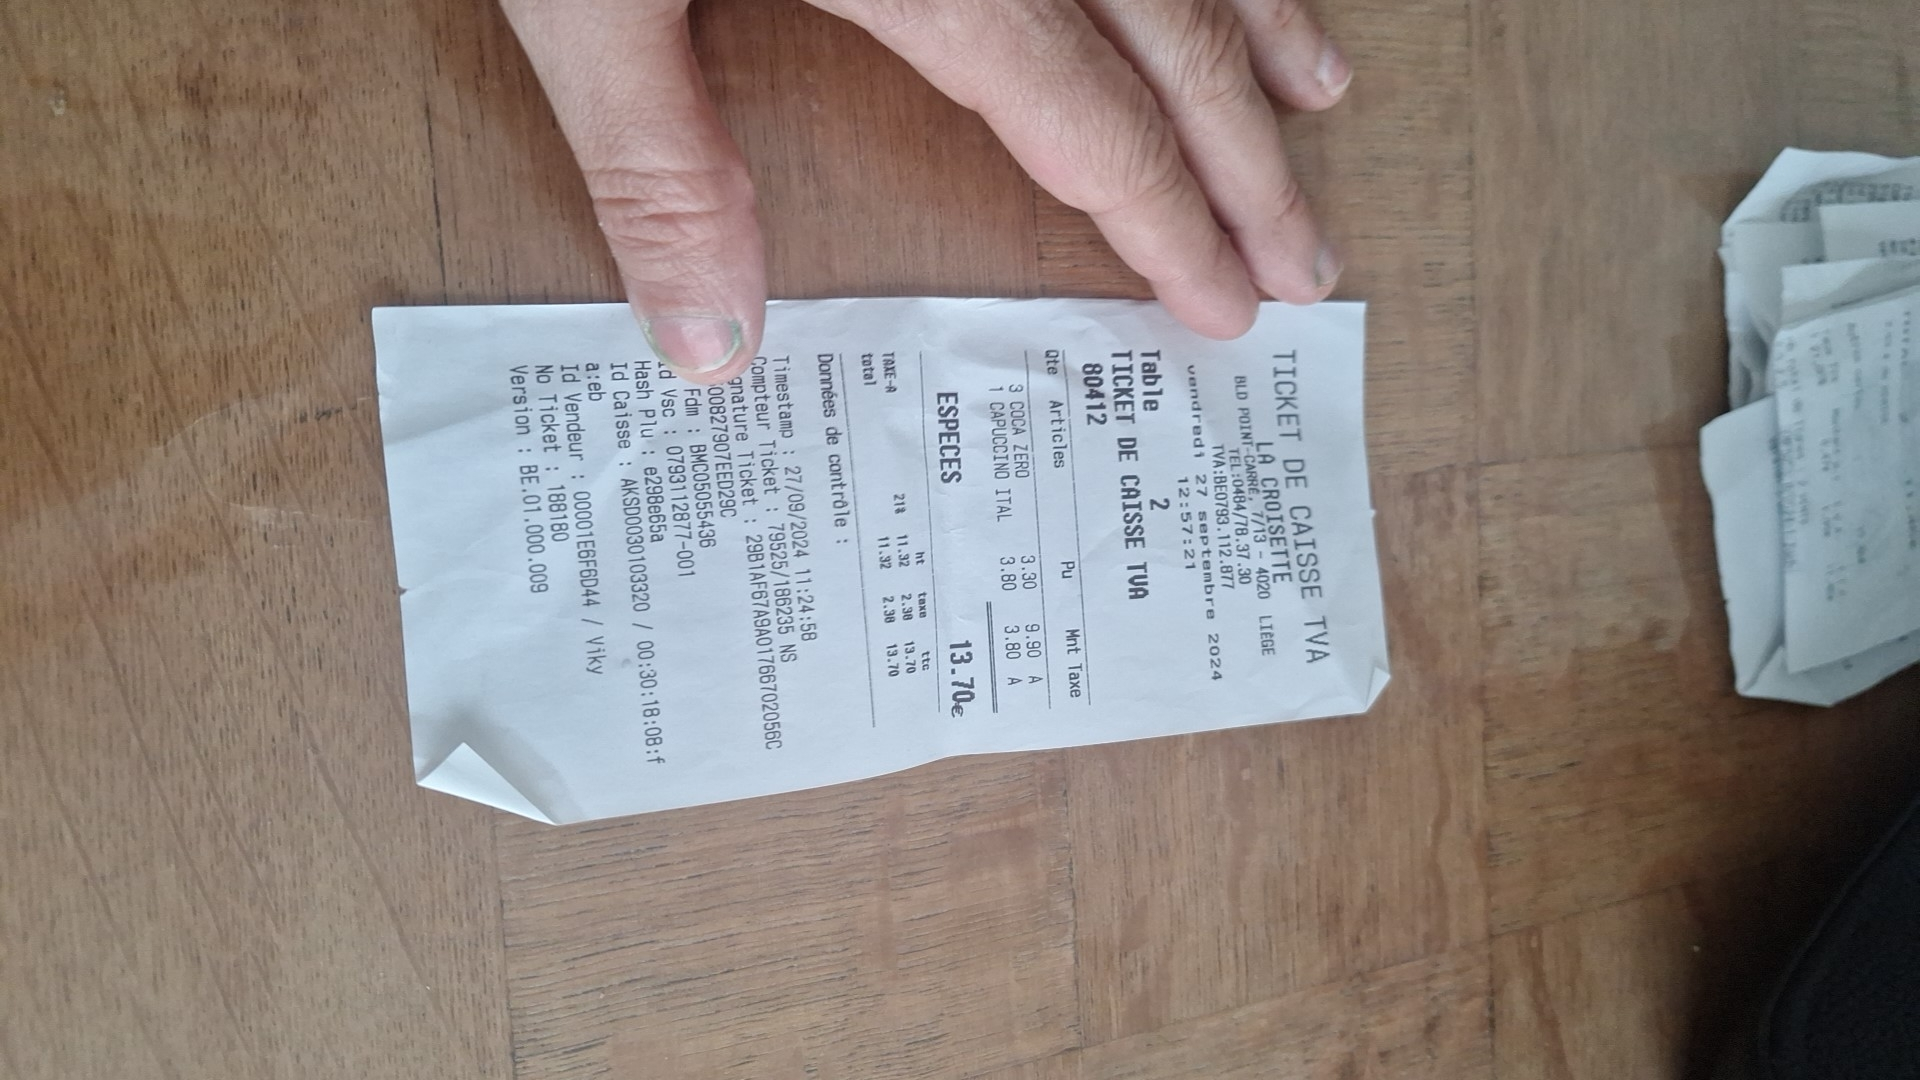 TICKET DE CAISSE TVA
LA CROISETTE
BLD POINT-CARRE, 7/13 - 4020 LIEGE
TEL:0484/78.37.30
TVA:BE0793.112.877
vendredi 27 septembre 2024
12:57:21
Table 2
TICKET DE CAISSE TVA
80412
Qte Articles Pu Mnt Taxe
3 COCA ZERO 3.30 9.90 A
1 CAPUCCINO ITAL 3.80 3.80 A
ESPECES 13.70€
ht taxe ttc
TAXE-A 21% 11.32 2.38 13.70
total 11.32 2.38 13.70
Données de contrôle :
Timestamp : 27/09/2024 11:24:58
Compteur Ticket : 79525/186235 NS
gnature Ticket : 29B1AF67A9A01766702056C
00827907EED29C
Fdm : BMC05055436
Id Vsc : 0793112877-001
Hash Plu : e298e65a
Id Caisse : AKSD00301103320 / 00:30:18:08:f
a:eb
Id Vendeur : 00001E6F6D44 / Viky
No Ticket : 188180
Version : BE.01.000.009